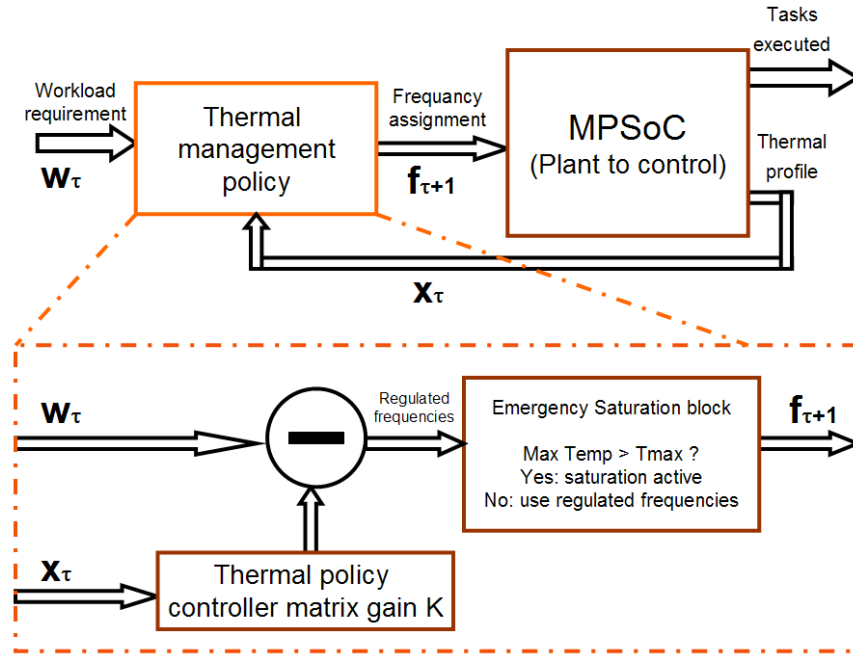 Tasks
executed
Workload
requirement
wτ
Thermal
management
policy
Frequancy
assignment
fτ+1
MPSoC
(Plant to control)
Thermal
profile
xτ
wτ
Regulated
frequencies
Emergency Saturation block
Max Temp > Tmax ?
Yes: saturation active
No: use regulated frequencies
fτ+1
xτ
Thermal policy
controller matrix gain K